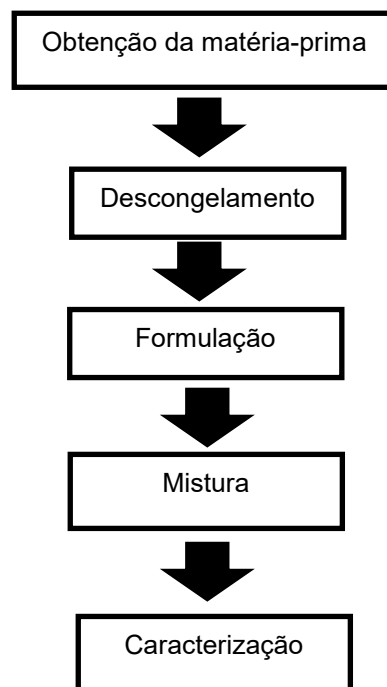 Obtenção da matéria-prima
Descongelamento
Formulação
Mistura
Caracterização